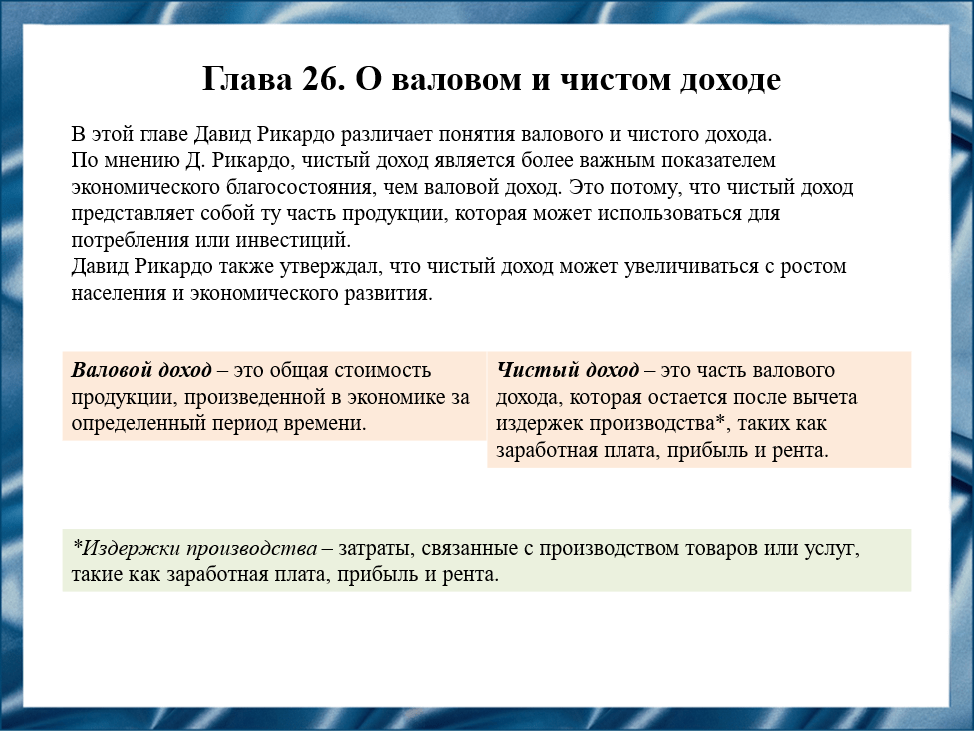 Глава 26. О валовом и чистом доходе
В этой главе Давид Рикардо различает понятия валового и чистого дохода.
По мнению Д. Рикардо, чистый доход является более важным показателем
экономического благосостояния, чем валовой доход. Это потому, что чистый доход
представляет собой ту часть продукции, которая может использоваться для
потребления или инвестиций.
Давид Рикардо также утверждал, что чистый доход может увеличиваться с ростом
населения и экономического развития.
Валовой доход – это общая стоимость
продукции, произведенной в экономике за
определенный период времени.
Чистый доход – это часть валового
дохода, которая остается после вычета
издержек производства*, таких как
заработная плата, прибыль и рента.
*Издержки производства – затраты, связанные с производством товаров или услуг,
такие как заработная плата, прибыль и рента.